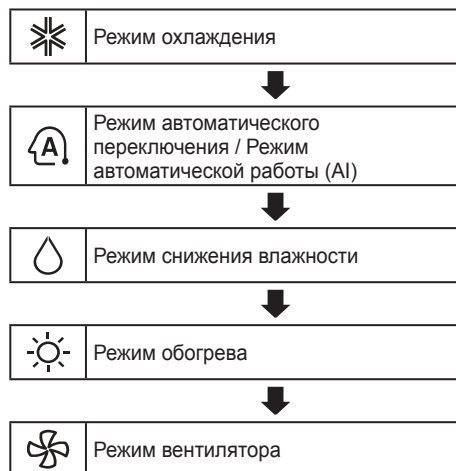 Режим охлаждения
A
Режим автоматического
переключения / Режим
автоматической работы (AI)
Режим снижения влажности
Режим обогрева
Режим вентилятора